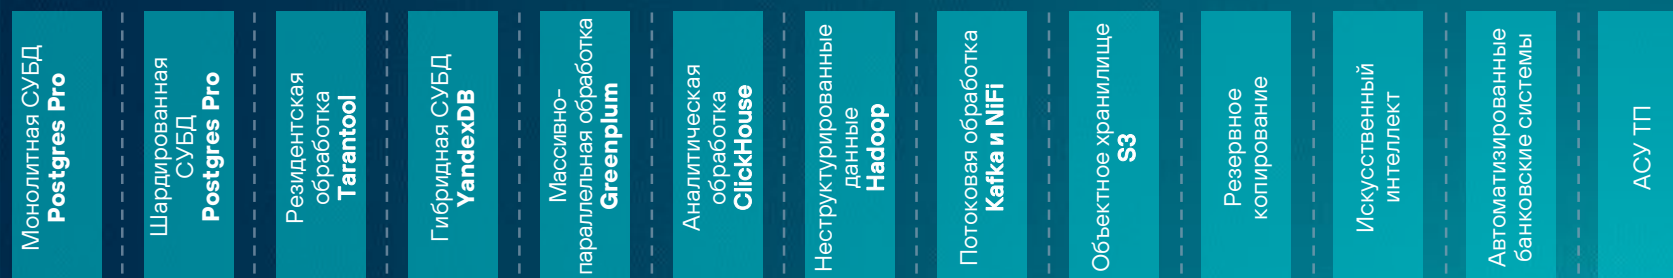 Монолитная СУБД
Postgres Pro
Шардированная
СУБД
Postgres Pro
Резидентская
обработка
Tarantool
Гибридная СУБД
YandexDB
Массивно-
параллельная обработка
Greenplum
Аналитическая
обработка
ClickHouse
Неструктурированные
данные
Hadoop
Потоковая обработка
Kafka и NiFi
Объектное хранилище
S3
Резервное
копирование
Искусственный
интеллект
Автоматизированные
банковские системы
АСУ ТП